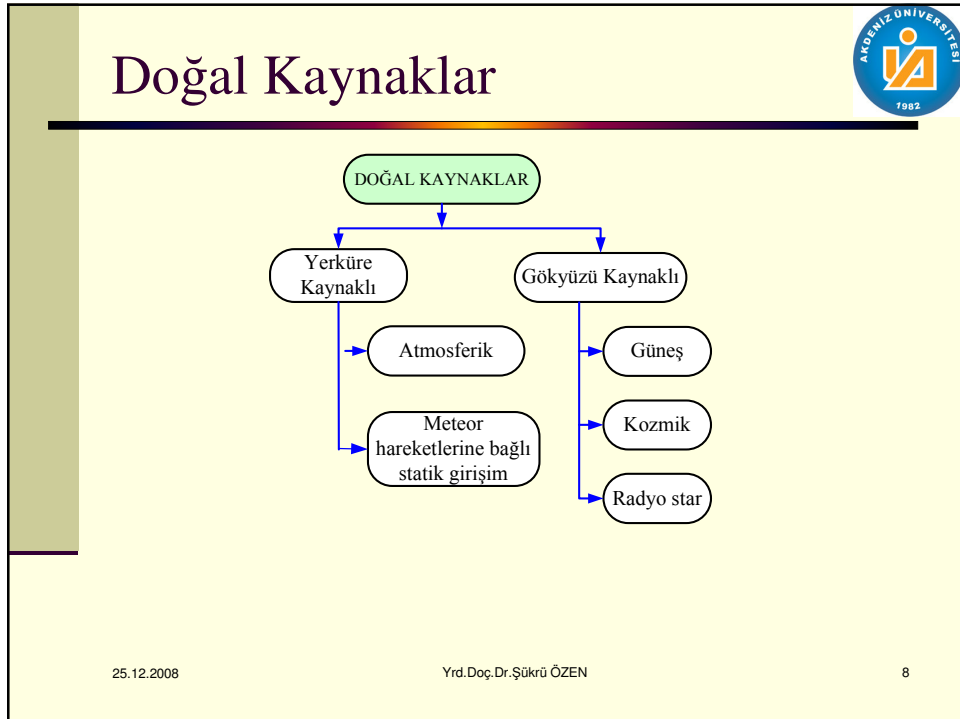 Doğal Kaynaklar
AKDENİZ ÜNİVERSİTESİ
1982
DOĞAL KAYNAKLAR
Yerküre
Kaynaklı
Gökyüzü Kaynaklı
Atmosferik
Meteor
hareketlerine bağlı
statik girişim
Güneş
Kozmik
Radyo star
25.12.2008
Yrd.Doç.Dr.Şükrü ÖZEN
8